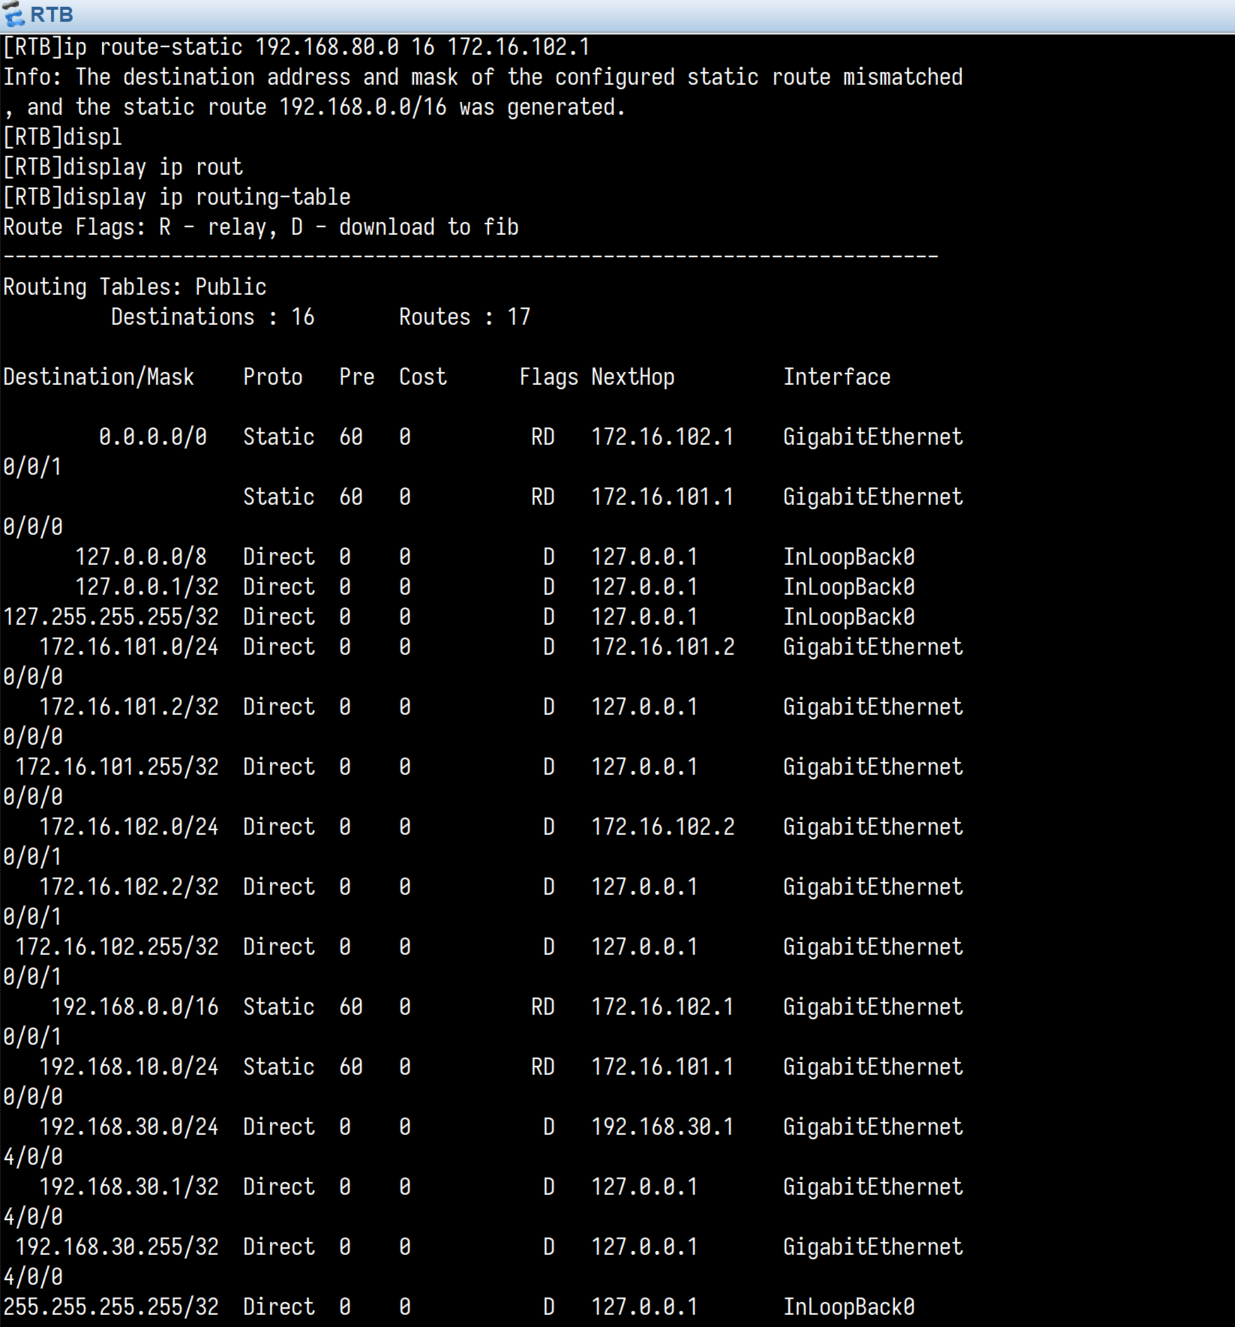 RTB
[RTB]ip route-static 192.168.80.0 16 172.16.102.1
Info: The destination address and mask of the configured static route mismatched
, and the static route 192.168.0.0/16 was generated.
[RTB]displ
[RTB]display ip rout
[RTB]display ip routing-table
Route Flags: R - relay, D - download to fib
------------------------------------------------------------------------------
Routing Tables: Public
         Destinations : 16       Routes : 17

Destination/Mask    Proto   Pre  Cost      Flags NextHop         Interface

        0.0.0.0/0   Static  60   0          RD   172.16.102.1    GigabitEthernet
0/0/1
                    Static  60   0          RD   172.16.101.1    GigabitEthernet
0/0/0
      127.0.0.0/8   Direct  0    0           D   127.0.0.1       InLoopBack0
      127.0.0.1/32  Direct  0    0           D   127.0.0.1       InLoopBack0
127.255.255.255/32  Direct  0    0           D   127.0.0.1       InLoopBack0
   172.16.101.0/24  Direct  0    0           D   172.16.101.2    GigabitEthernet
0/0/0
   172.16.101.2/32  Direct  0    0           D   127.0.0.1       GigabitEthernet
0/0/0
 172.16.101.255/32  Direct  0    0           D   127.0.0.1       GigabitEthernet
0/0/0
   172.16.102.0/24  Direct  0    0           D   172.16.102.2    GigabitEthernet
0/0/1
   172.16.102.2/32  Direct  0    0           D   127.0.0.1       GigabitEthernet
0/0/1
 172.16.102.255/32  Direct  0    0           D   127.0.0.1       GigabitEthernet
0/0/1
    192.168.0.0/16  Static  60   0          RD   172.16.102.1    GigabitEthernet
0/0/1
   192.168.10.0/24  Static  60   0          RD   172.16.101.1    GigabitEthernet
0/0/0
   192.168.30.0/24  Direct  0    0           D   192.168.30.1    GigabitEthernet
4/0/0
   192.168.30.1/32  Direct  0    0           D   127.0.0.1       GigabitEthernet
4/0/0
 192.168.30.255/32  Direct  0    0           D   127.0.0.1       GigabitEthernet
4/0/0
255.255.255.255/32  Direct  0    0           D   127.0.0.1       InLoopBack0